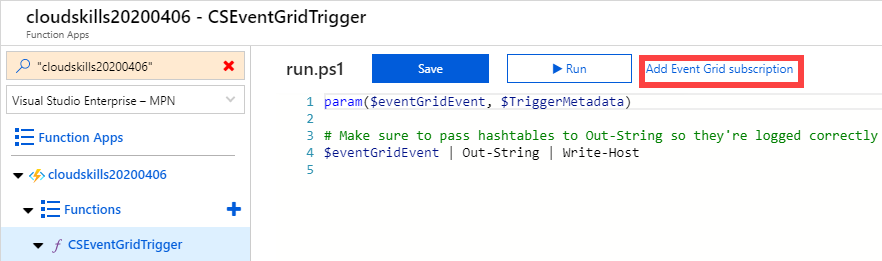 cloudskills20200406 - CSEventGridTrigger
Function Apps
"cloudskills20200406"
Visual Studio Enterprise – MPN
Function Apps
cloudskills20200406
Functions
CSEventGridTrigger
run.ps1
Save
Run
Add Event Grid subscription
1 param($eventGridEvent, $TriggerMetadata)
2
3 # Make sure to pass hashtables to Out-String so they're logged correctly
4 $eventGridEvent | Out-String | Write-Host
5